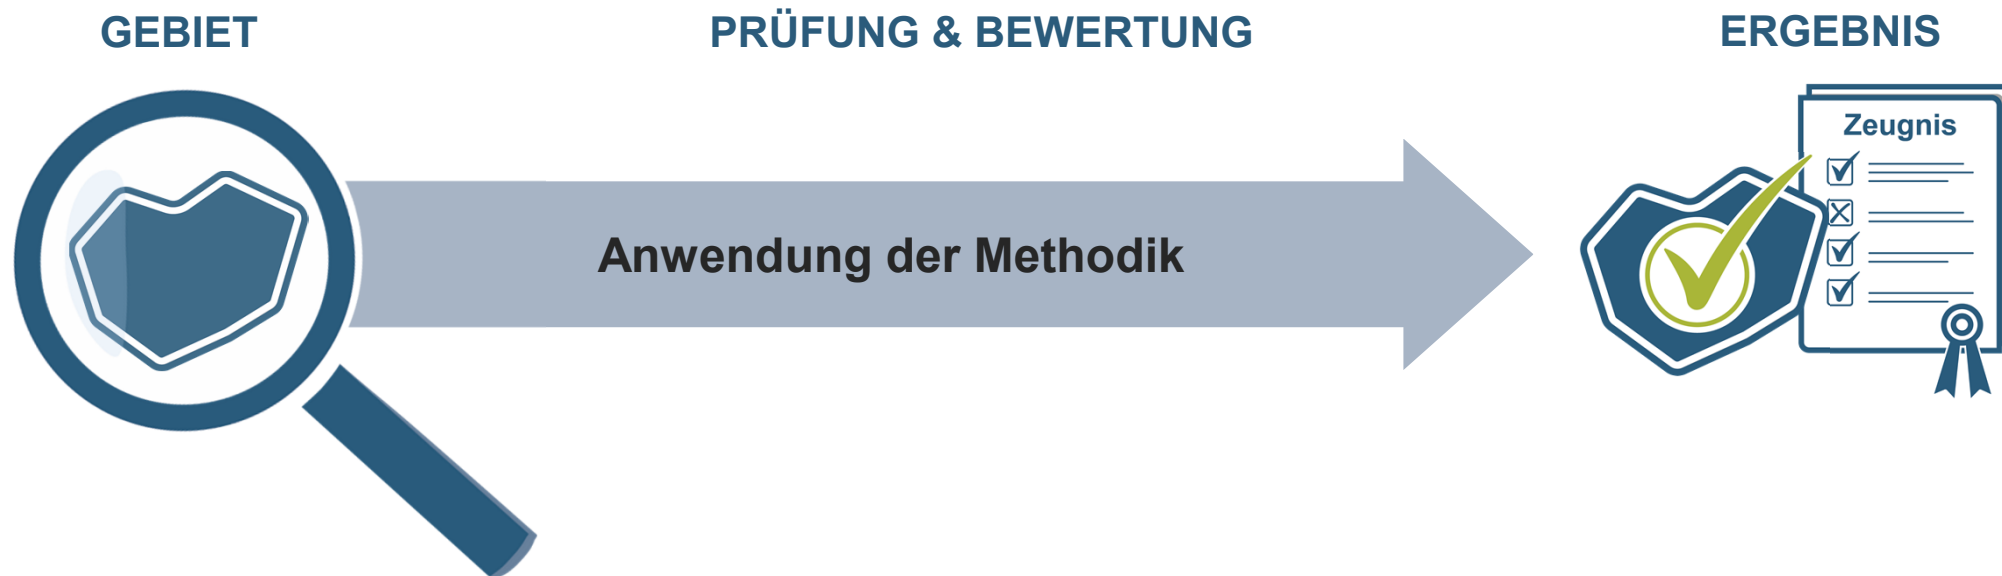 GEBIET
PRÜFUNG & BEWERTUNG
ERGEBNIS
Zeugnis
Anwendung der Methodik